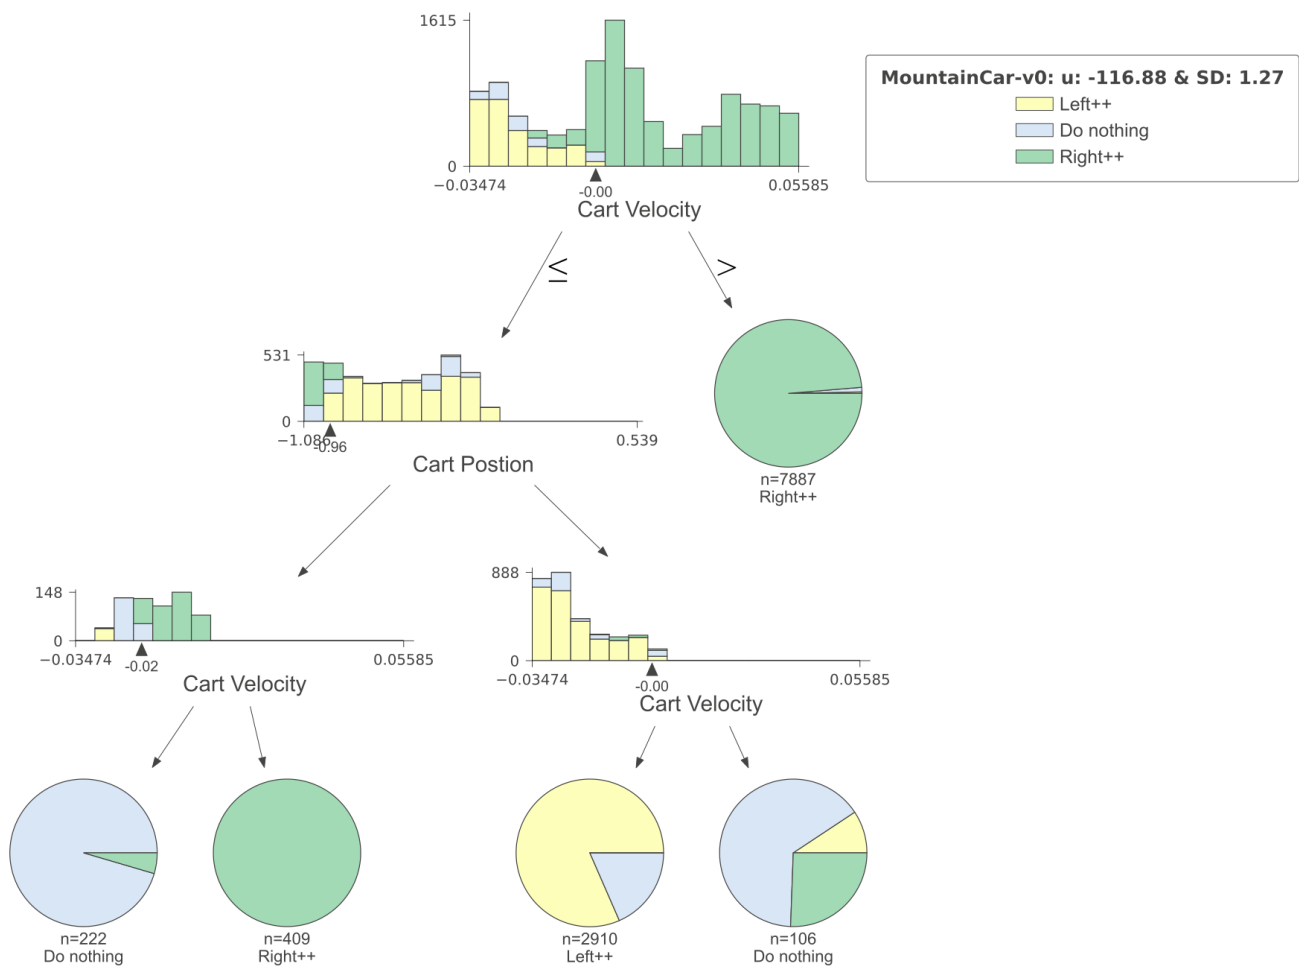 1615
0
−0.03474
-0.00
0.05585
Cart Velocity
MountainCar-v0: u: -116.88 & SD: 1.27
Left++
Do nothing
Right++
≤
>
531
0
−1.086
-0.96
0.539
Cart Postion
n=7887
Right++
148
0
−0.03474
-0.02
0.05585
Cart Velocity
888
0
−0.03474
-0.00
0.05585
Cart Velocity
n=222
Do nothing
n=409
Right++
n=2910
Left++
n=106
Do nothing